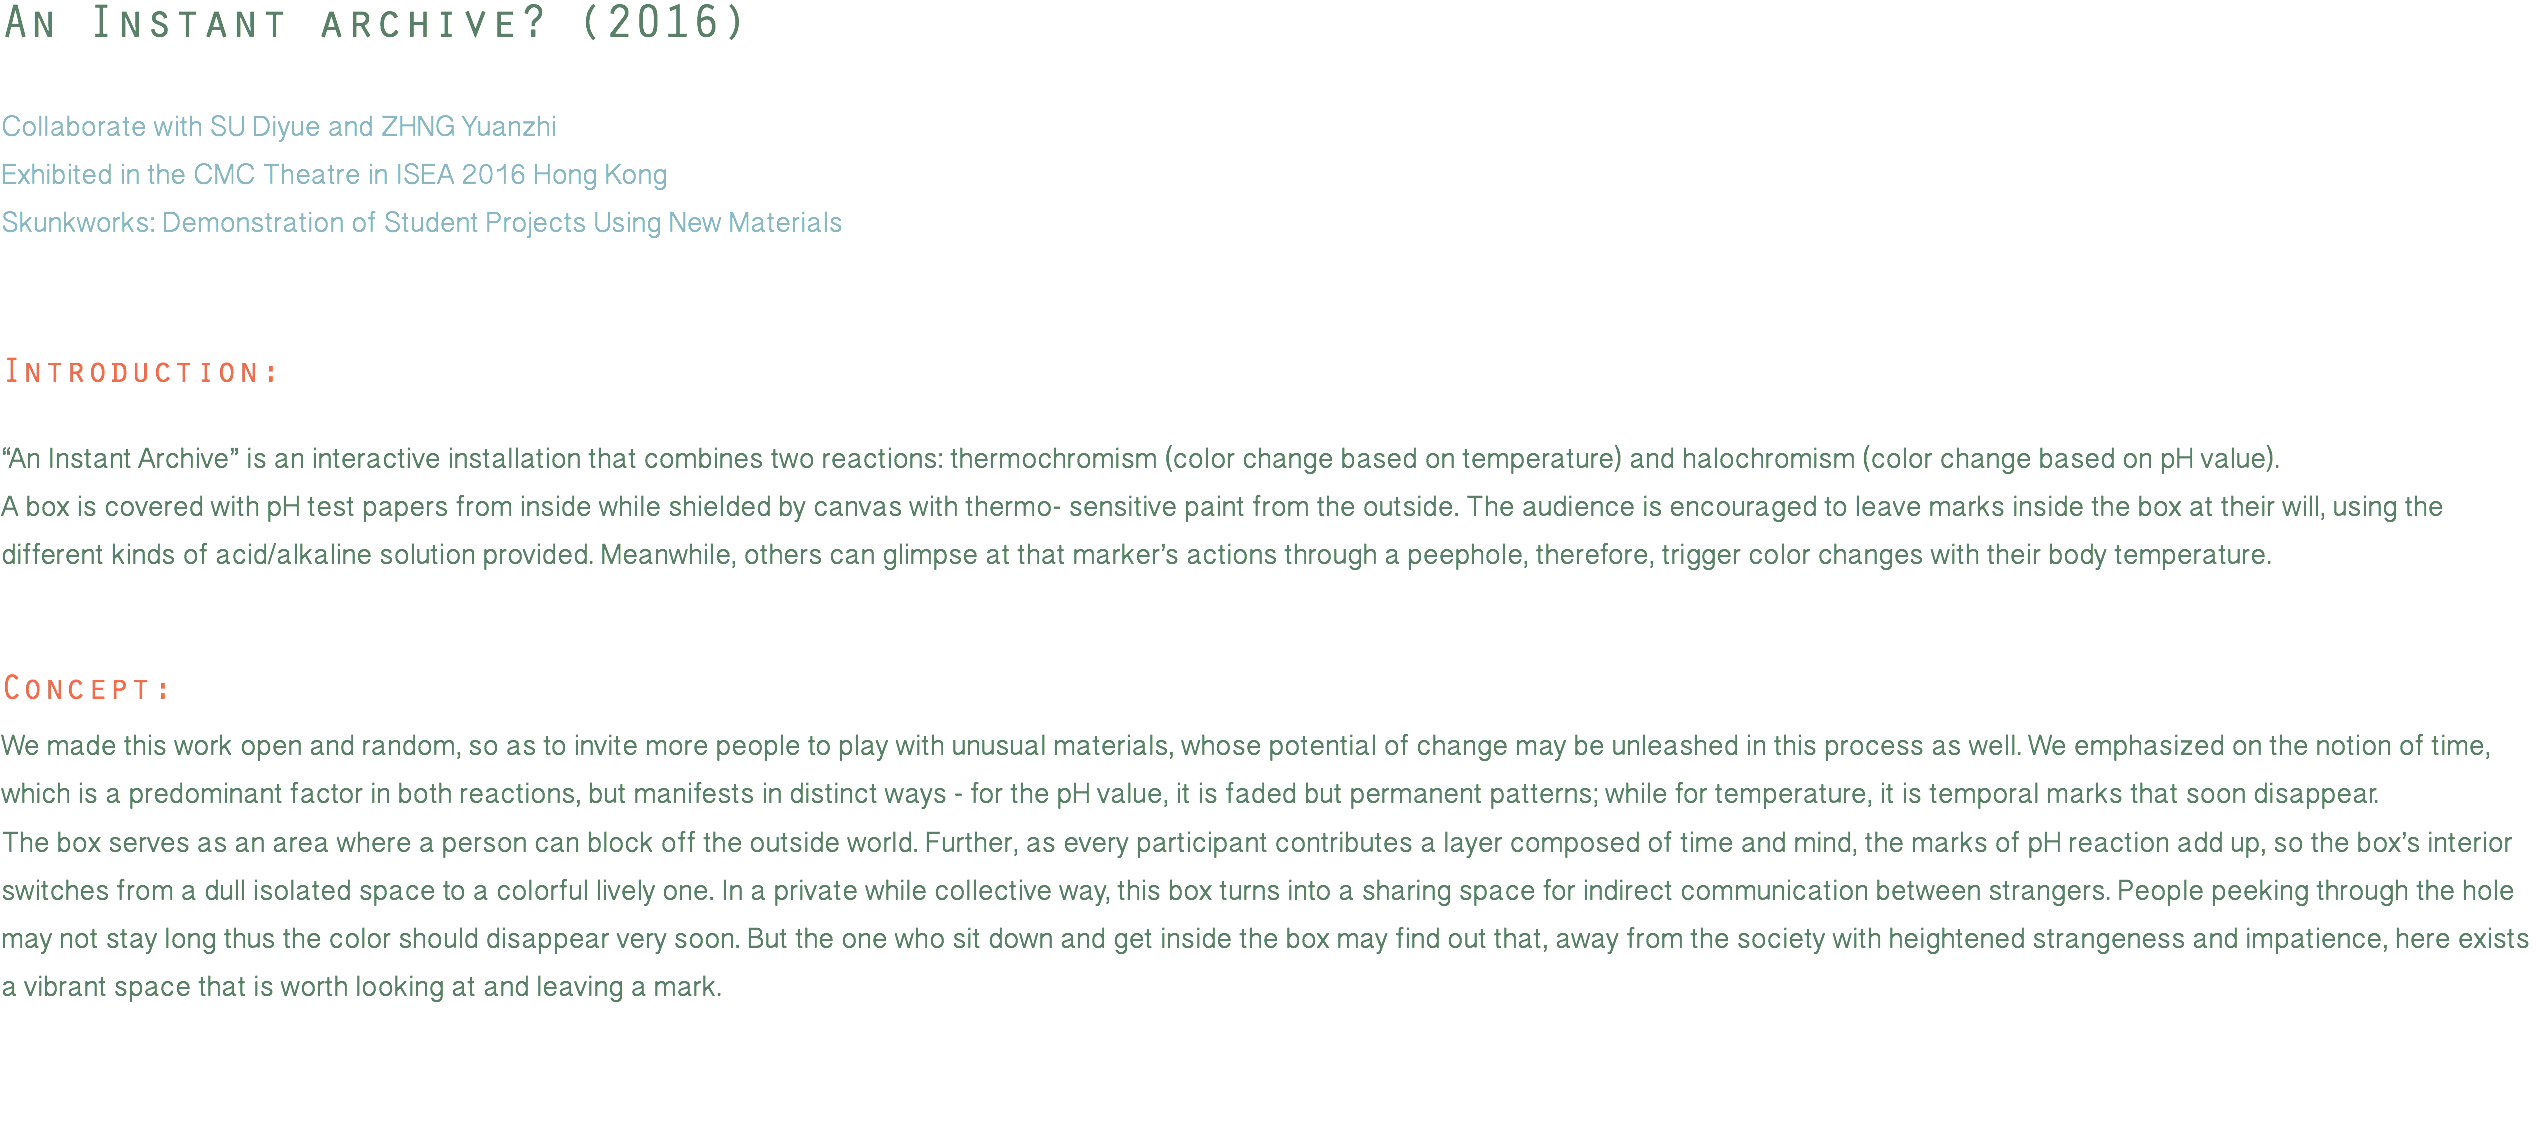 An Instant archive? (2016)
Collaborate with SU Diyue and ZHNG Yuanzhi
Exhibited in the CMC Theatre in ISEA 2016 Hong Kong
Skunkworks: Demonstration of Student Projects Using New Materials
Introduction:
“An Instant Archive” is an interactive installation that combines two reactions: thermochromism (color change based on temperature) and halochromism (color change based on pH value).
A box is covered with pH test papers from inside while shielded by canvas with thermo- sensitive paint from the outside. The audience is encouraged to leave marks inside the box at their will, using the
different kinds of acid/alkaline solution provided. Meanwhile, others can glimpse at that marker’s actions through a peephole, therefore, trigger color changes with their body temperature.
Concept:
We made this work open and random, so as to invite more people to play with unusual materials, whose potential of change may be unleashed in this process as well. We emphasized on the notion of time,
which is a predominant factor in both reactions, but manifests in distinct ways - for the pH value, it is faded but permanent patterns; while for temperature, it is temporal marks that soon disappear.
The box serves as an area where a person can block off the outside world. Further, as every participant contributes a layer composed of time and mind, the marks of pH reaction add up, so the box’s interior
switches from a dull isolated space to a colorful lively one. In a private while collective way, this box turns into a sharing space for indirect communication between strangers. People peeking through the hole
may not stay long thus the color should disappear very soon. But the one who sit down and get inside the box may find out that, away from the society with heightened strangeness and impatience, here exists
a vibrant space that is worth looking at and leaving a mark.